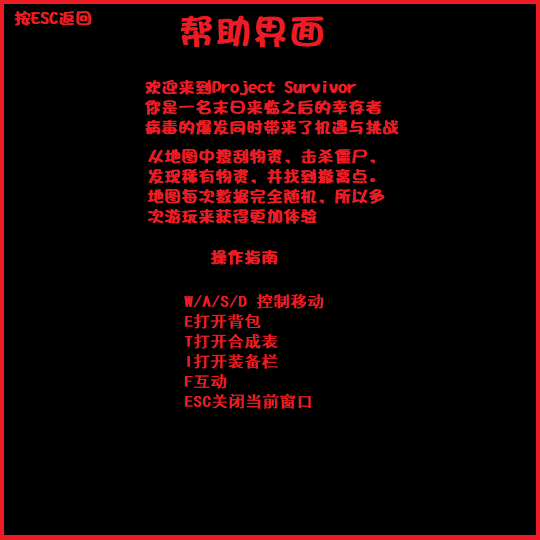 按ESC返回
帮助界面
欢迎来到Droject Survivor
你是一名末日来临之后的幸存者
病毒的爆发同时带来了机遇与挑战
从地图中搜刮物资、击杀僵尸、
发现稀有物资、并找到撤离点。
地图每次数据完全随机、所以多
次游玩来获得更加体验
操作指南
W/A/S/D 控制移动
E打开背包
T打开合成表
I打开装备栏
F互动
ESC关闭当前窗口